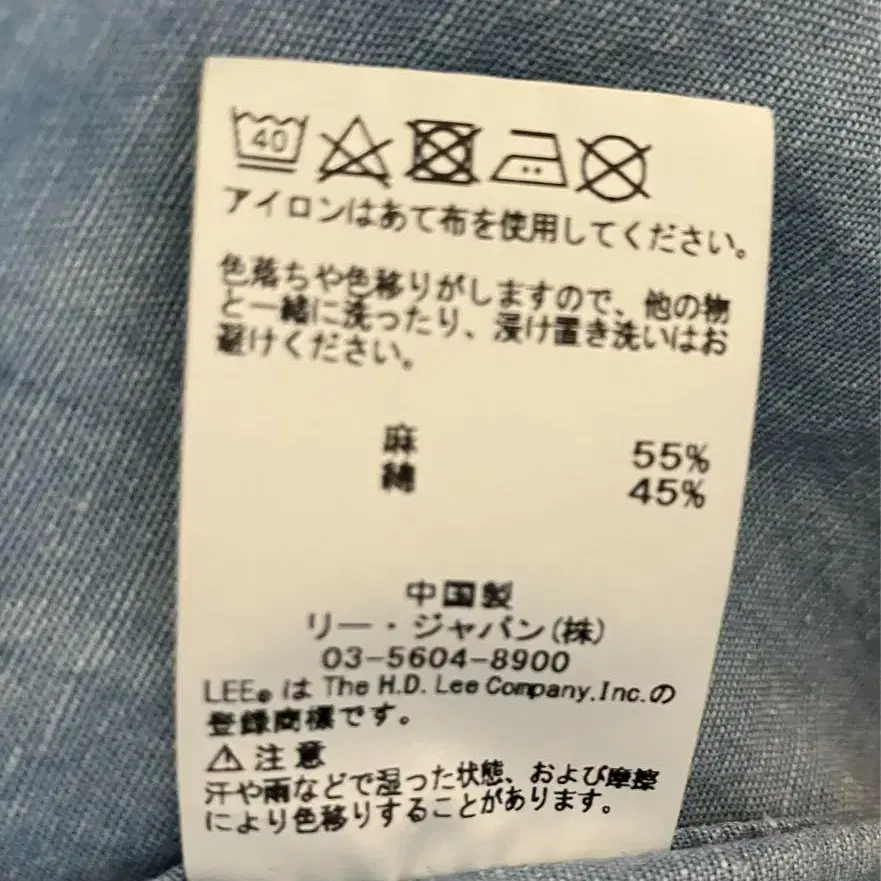 40
アイロンはあて布を使用してください。
色落ちや色移りがしますので、他の物
と一緒に洗ったり、浸け置き洗いはお
避けください。
麻 55%
綿 45%
中国製
リー・ジャパン(株)
03-5604-8900
LEE®は The H.D. Lee Company,Inc.の
登録商標です。
⚠注意
汗や雨などで湿った状態、および摩擦
により色移りすることがあります。